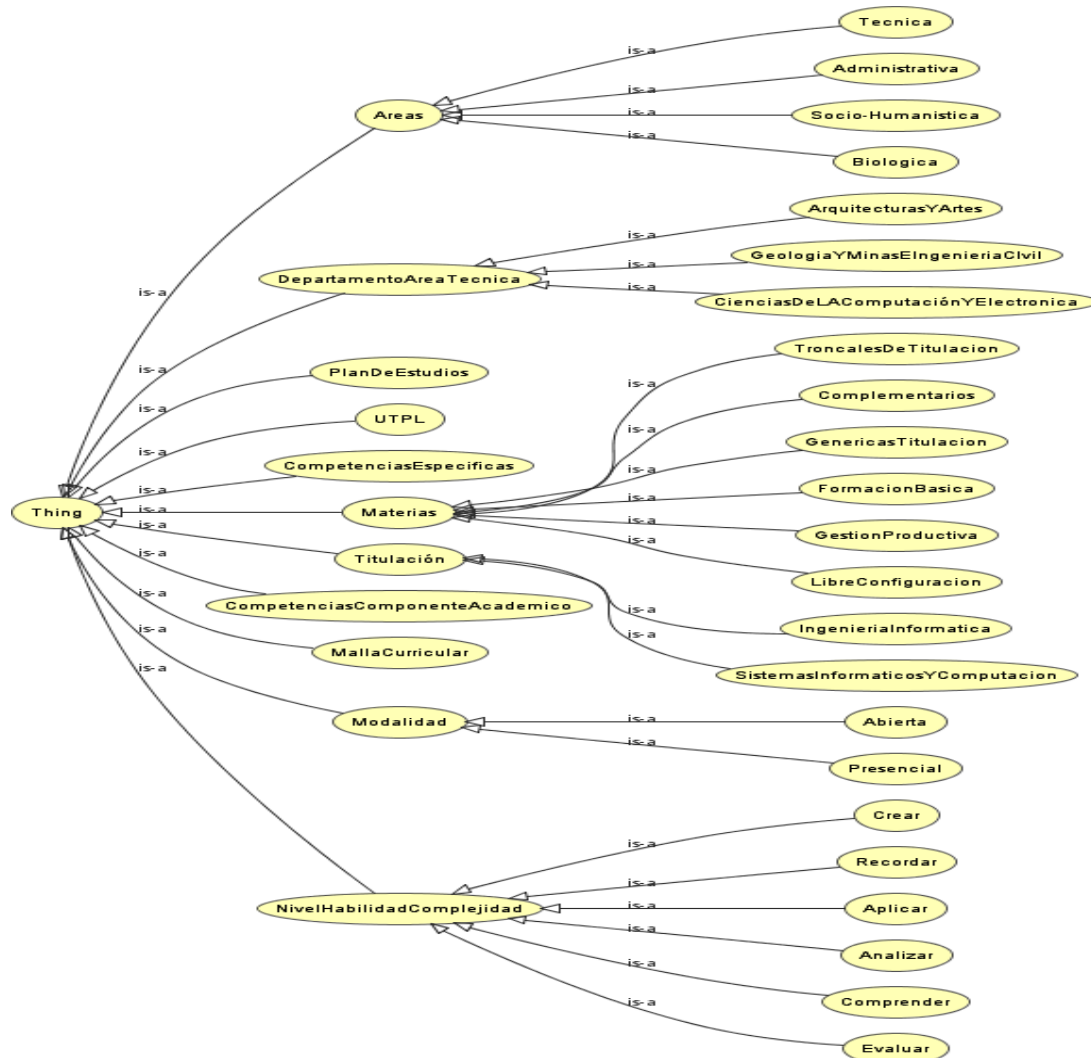 Tecnica
is-a
Administrativa
is-a
Areas
is-a
Socio-Humanistica
is-a
Biologica
ArquitecturasYArtes
is-a
GeologiaYMinasEIngenieriaCIvil
is-a
DepartamentoAreaTecnica
is-a
is-a
CienciasDeLAComputaciónYElectronica
TroncalesDeTitulacion
is-a
PlanDeEstudios
is-a
is-a
Complementarios
is-a
UTPL
is-a
is-a
GenericasTitulacion
CompetenciasEspecificas
is-a
is-a
FormacionBasica
Thing
is-a
Materias
is-a
GestionProductiva
is-a
Titulación
is-a
LibreConfiguracion
is-a
CompetenciasComponenteAcademico
is-a
IngenieriaInformatica
is-a
MallaCurricular
is-a
is-a
SistemasInformaticosYComputacion
Modalidad
is-a
Abierta
is-a
Presencial
Crear
is-a
Recordar
is-a
NivelHabilidadComplejidad
is-a
Aplicar
is-a
Analizar
is-a
Comprender
is-a
Evaluar